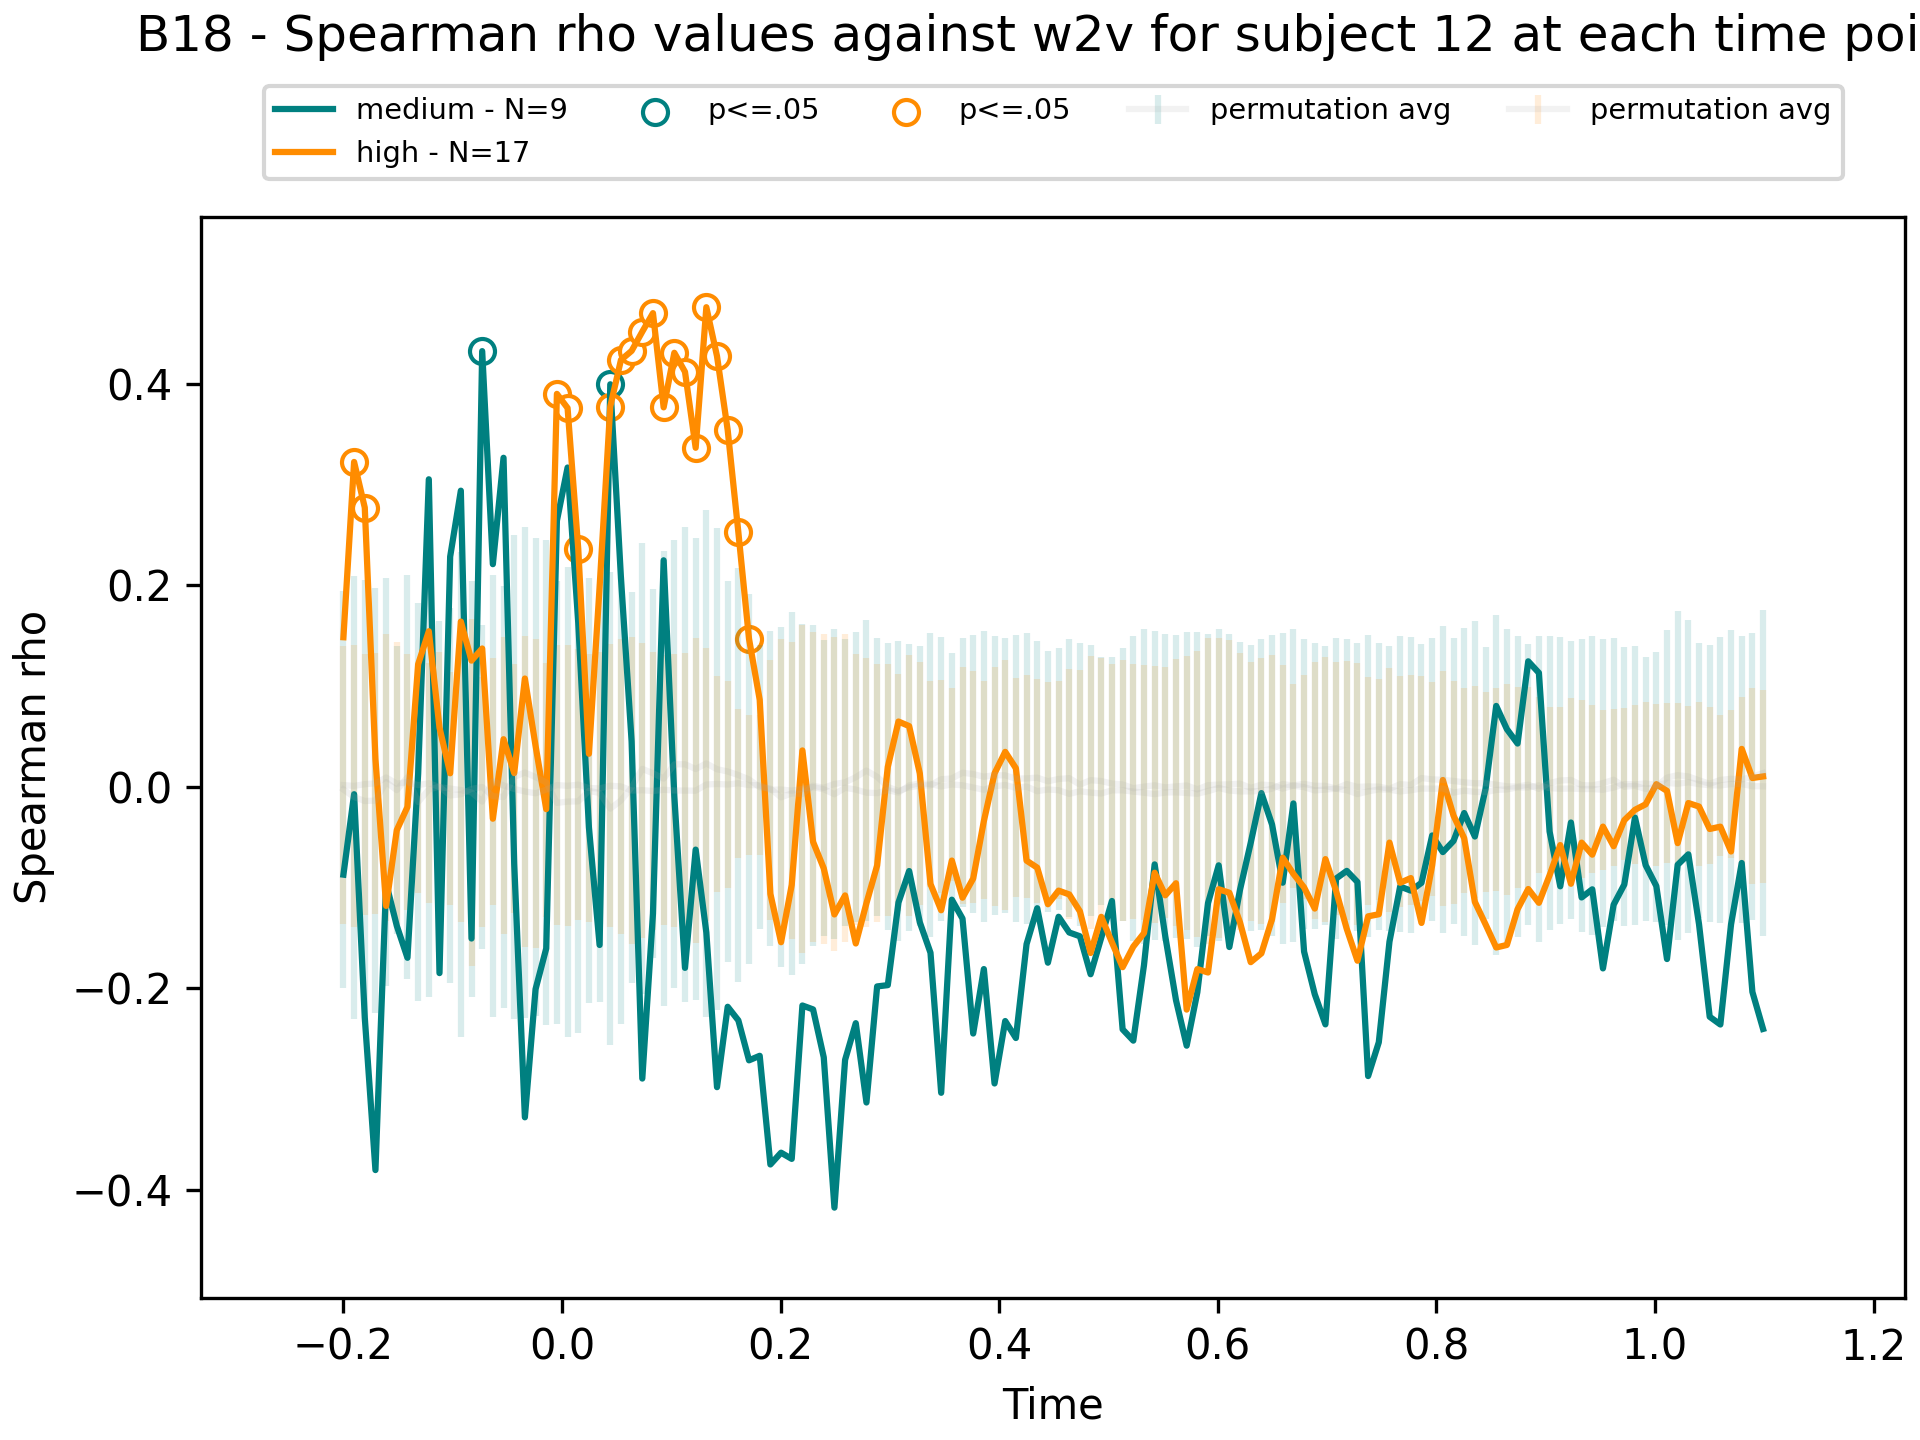 B18 - Spearman rho values against w2v for subject 12 at each time poi
medium - N=9
high - N=17
p<=.05
p<=.05
permutation avg
permutation avg
Spearman rho
0.4
0.2
0.0
−0.2
−0.4
−0.2 0.0 0.2 0.4 0.6 0.8 1.0 1.2
Time